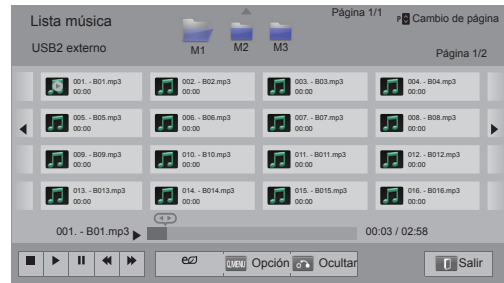 Lista música
Página 1/1
P Cambio de página
USB2 externo
M1
M2
M3
Página 1/2
001. - B01.mp3
00:00
002. - B02.mp3
00:00
003. - B03.mp3
00:00
004. - B04.mp3
00:00
005. - B05.mp3
00:00
006. - B06.mp3
00:00
007. - B07.mp3
00:00
008. - B08.mp3
00:00
009. - B09.mp3
00:00
010. - B10.mp3
00:00
011. - B011.mp3
00:00
012. - B012.mp3
00:00
013. - B013.mp3
00:00
014. - B014.mp3
00:00
015. - B015.mp3
00:00
016. - B016.mp3
00:00
001. - B01.mp3
00:03 / 02:58
Q.MENU Opción
Ocultar
Salir